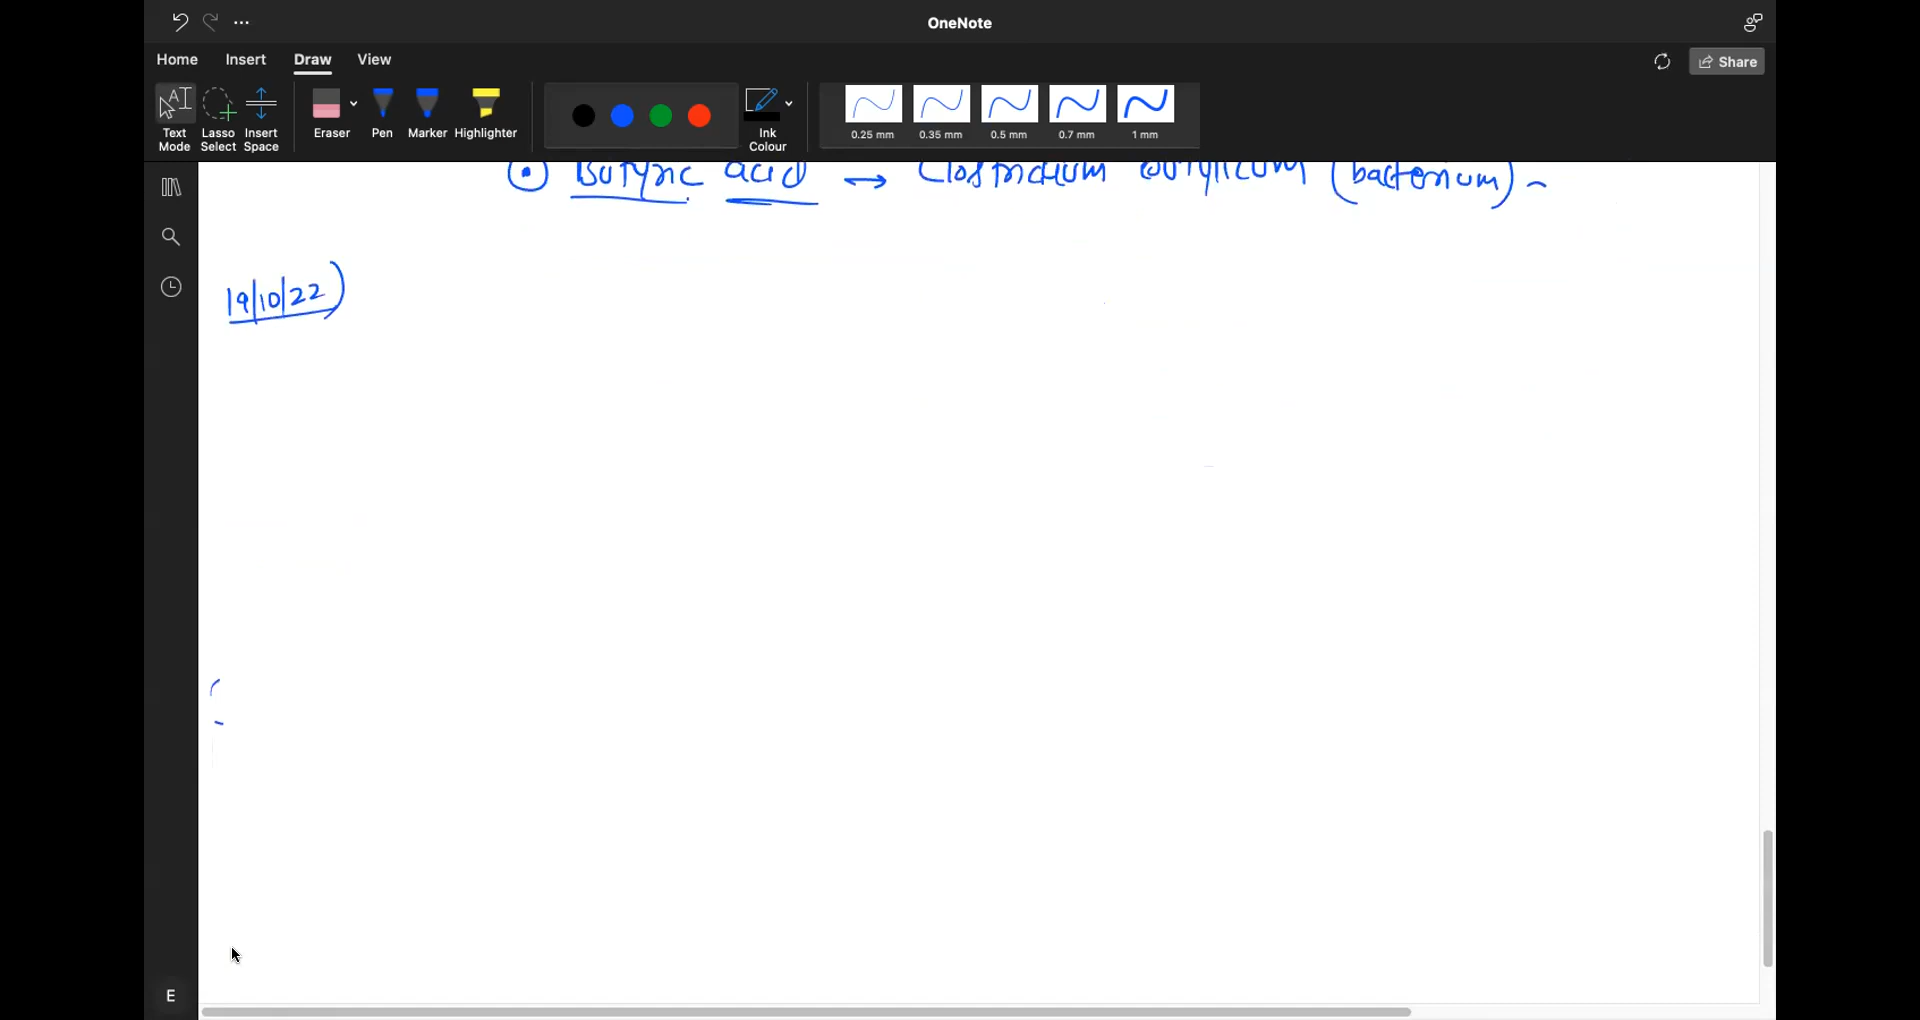 OneNote
Home Insert Draw View
Share
Text Mode
Lasso Select
Insert Space
Eraser
Pen
Marker
Highlighter
Ink Colour
0.25 mm
0.35 mm
0.5 mm
0.7 mm
1 mm
Butyric acid → Clostridium butylicum (bacterium) -
19/10/22)
E